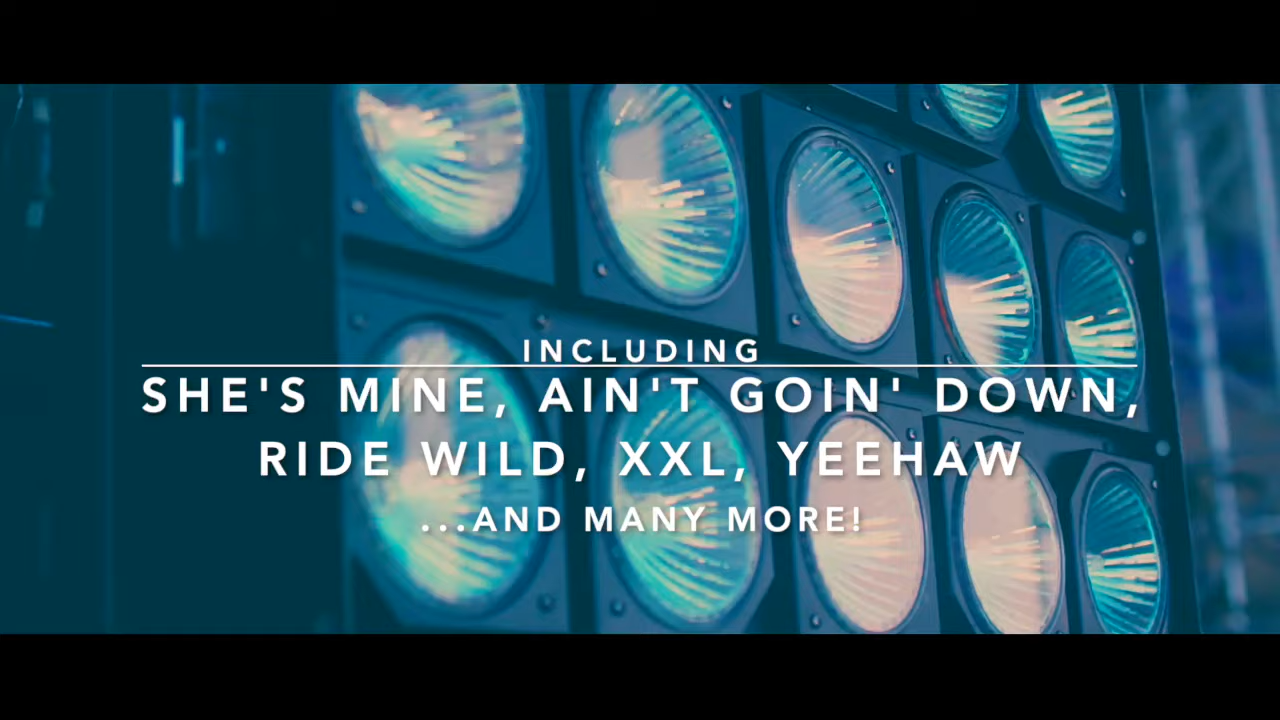 INCLUDING
SHE'S MINE, AIN'T GOIN' DOWN,
RIDE WILD, XXL, YEEHAW
...AND MANY MORE!